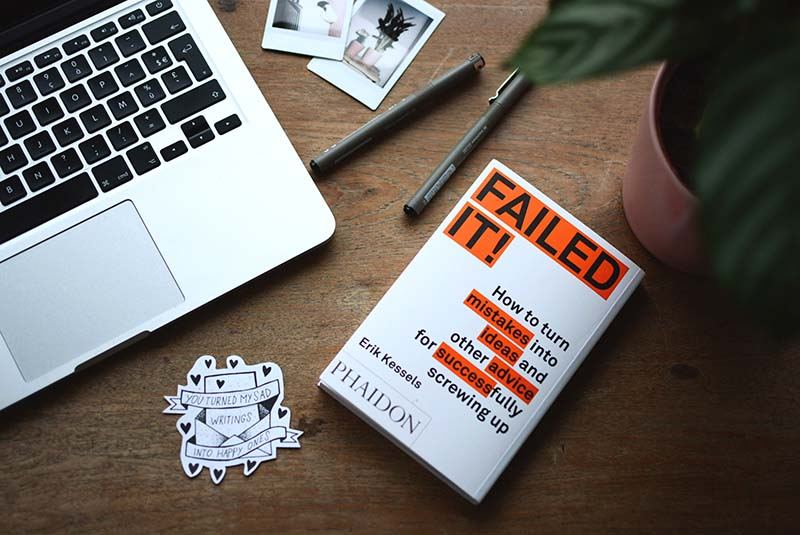 FAILED
IT!
How to turn
mistakes into
ideas and
other advice
for successfully
screwing up
Erik Kessels
PHAIDON
YOU TURNED MY SAD
WRITINGS
INTO HAPPY ONES